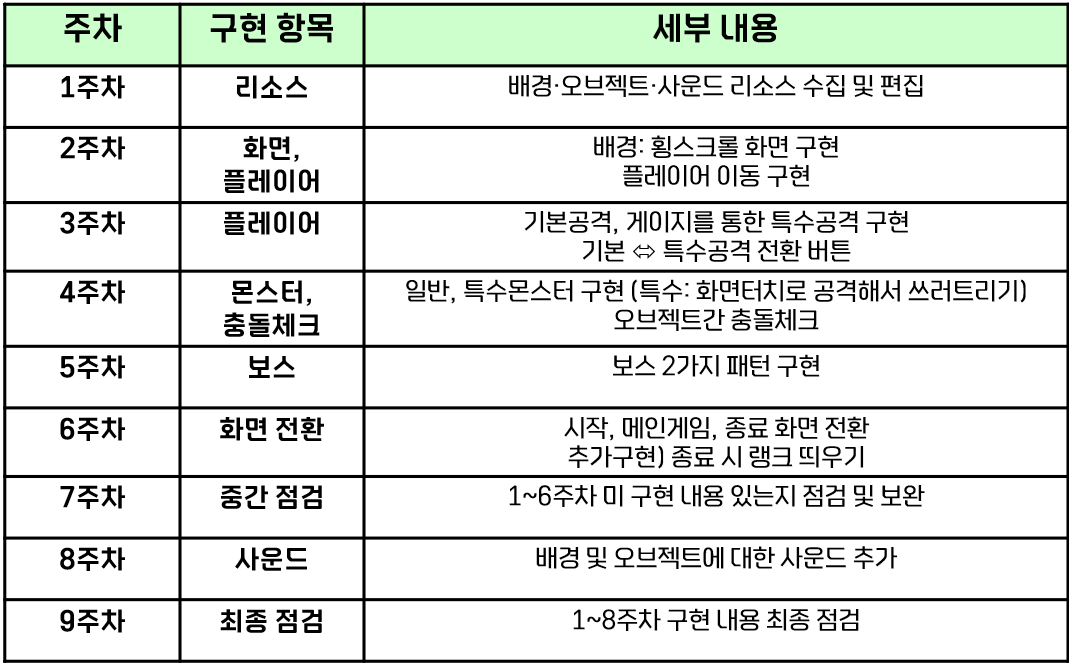 주차 구현 항목 세부 내용
1주차 리소스 배경·오브젝트·사운드 리소스 수집 및 편집
2주차 화면, 플레이어 배경: 횡스크롤 화면 구현
플레이어 이동 구현
3주차 플레이어 기본공격, 게이지를 통한 특수공격 구현
기본 ⇔ 특수공격 전환 버튼
4주차 몬스터, 충돌체크 일반, 특수몬스터 구현 (특수: 화면터치로 공격해서 쓰러트리기)
오브젝트간 충돌체크
5주차 보스 보스 2가지 패턴 구현
6주차 화면 전환 시작, 메인게임, 종료 화면 전환
추가구현) 종료 시 랭크 띄우기
7주차 중간 점검 1~6주차 미 구현 내용 있는지 점검 및 보완
8주차 사운드 배경 및 오브젝트에 대한 사운드 추가
9주차 최종 점검 1~8주차 구현 내용 최종 점검